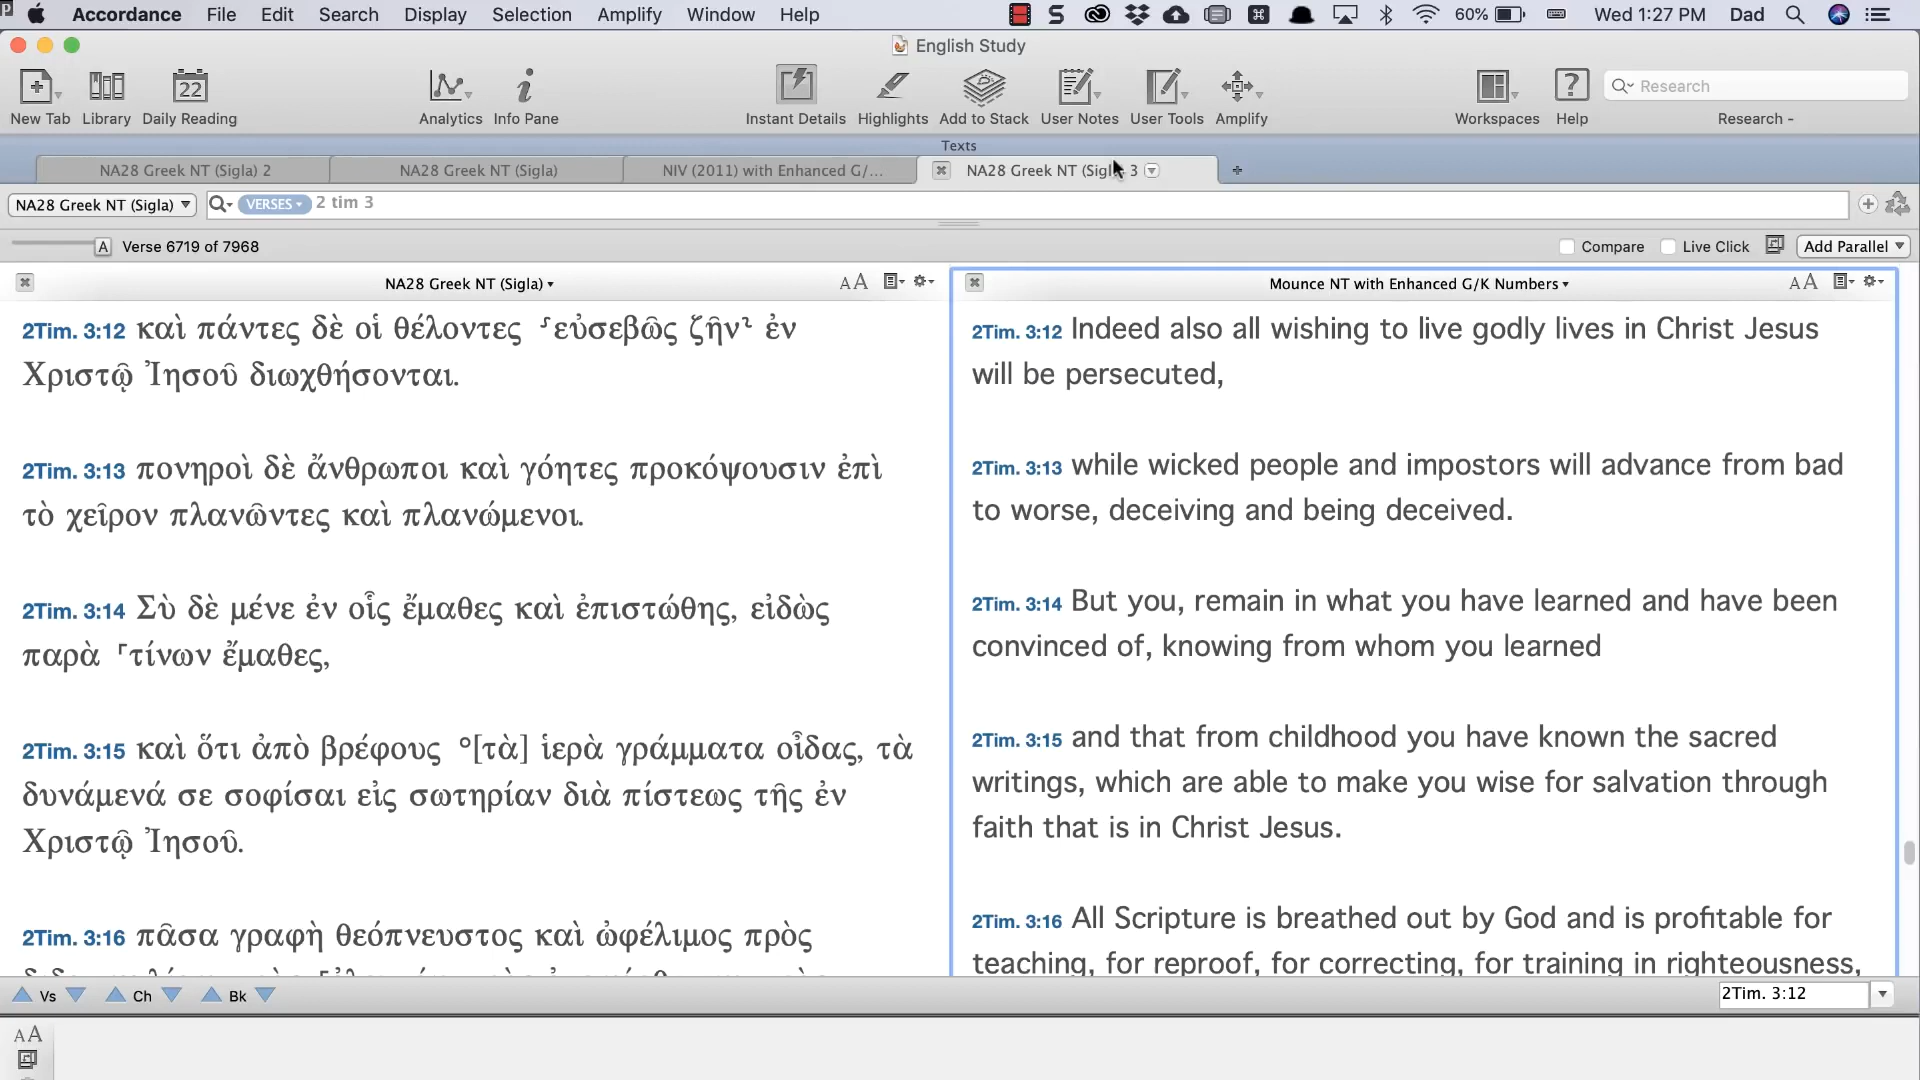 Accordance File Edit Search Display Selection Amplify Window Help 60% Wed 1:27 PM Dad
English Study
22
Research
New Tab Library Daily Reading Analytics Info Pane Instant Details Highlights Add to Stack User Notes User Tools Amplify Workspaces Help Research -
Texts
NA28 Greek NT (Sigla) 2 NA28 Greek NT (Sigla) NIV (2011) with Enhanced G/... NA28 Greek NT (Sigl 3
NA28 Greek NT (Sigla) VERSES 2 tim 3
A Verse 6719 of 7968 Compare Live Click Add Parallel
NA28 Greek NT (Sigla) AA
2Tim. 3:12 καὶ πάντες δὲ οἱ θέλοντες ⸂εὐσεβῶς ζῆν⸃ ἐν
Χριστῷ Ἰησοῦ διωχθήσονται.
2Tim. 3:13 πονηροὶ δὲ ἄνθρωποι καὶ γόητες προκόψουσιν ἐπὶ
τὸ χεῖρον πλανῶντες καὶ πλανώμενοι.
2Tim. 3:14 Σὺ δὲ μένε ἐν οἷς ἔμαθες καὶ ἐπιστώθης, εἰδὼς
παρὰ ⸀τίνων ἔμαθες,
2Tim. 3:15 καὶ ὅτι ἀπὸ βρέφους °[τὰ] ἱερὰ γράμματα οἶδας, τὰ
δυνάμενά σε σοφίσαι εἰς σωτηρίαν διὰ πίστεως τῆς ἐν
Χριστῷ Ἰησοῦ.
2Tim. 3:16 πᾶσα γραφὴ θεόπνευστος καὶ ὠφέλιμος πρὸς
Mounce NT with Enhanced G/K Numbers AA
2Tim. 3:12 Indeed also all wishing to live godly lives in Christ Jesus
will be persecuted,
2Tim. 3:13 while wicked people and impostors will advance from bad
to worse, deceiving and being deceived.
2Tim. 3:14 But you, remain in what you have learned and have been
convinced of, knowing from whom you learned
2Tim. 3:15 and that from childhood you have known the sacred
writings, which are able to make you wise for salvation through
faith that is in Christ Jesus.
2Tim. 3:16 All Scripture is breathed out by God and is profitable for
teaching, for reproof, for correcting, for training in righteousness,
Vs Ch Bk 2Tim. 3:12
AA